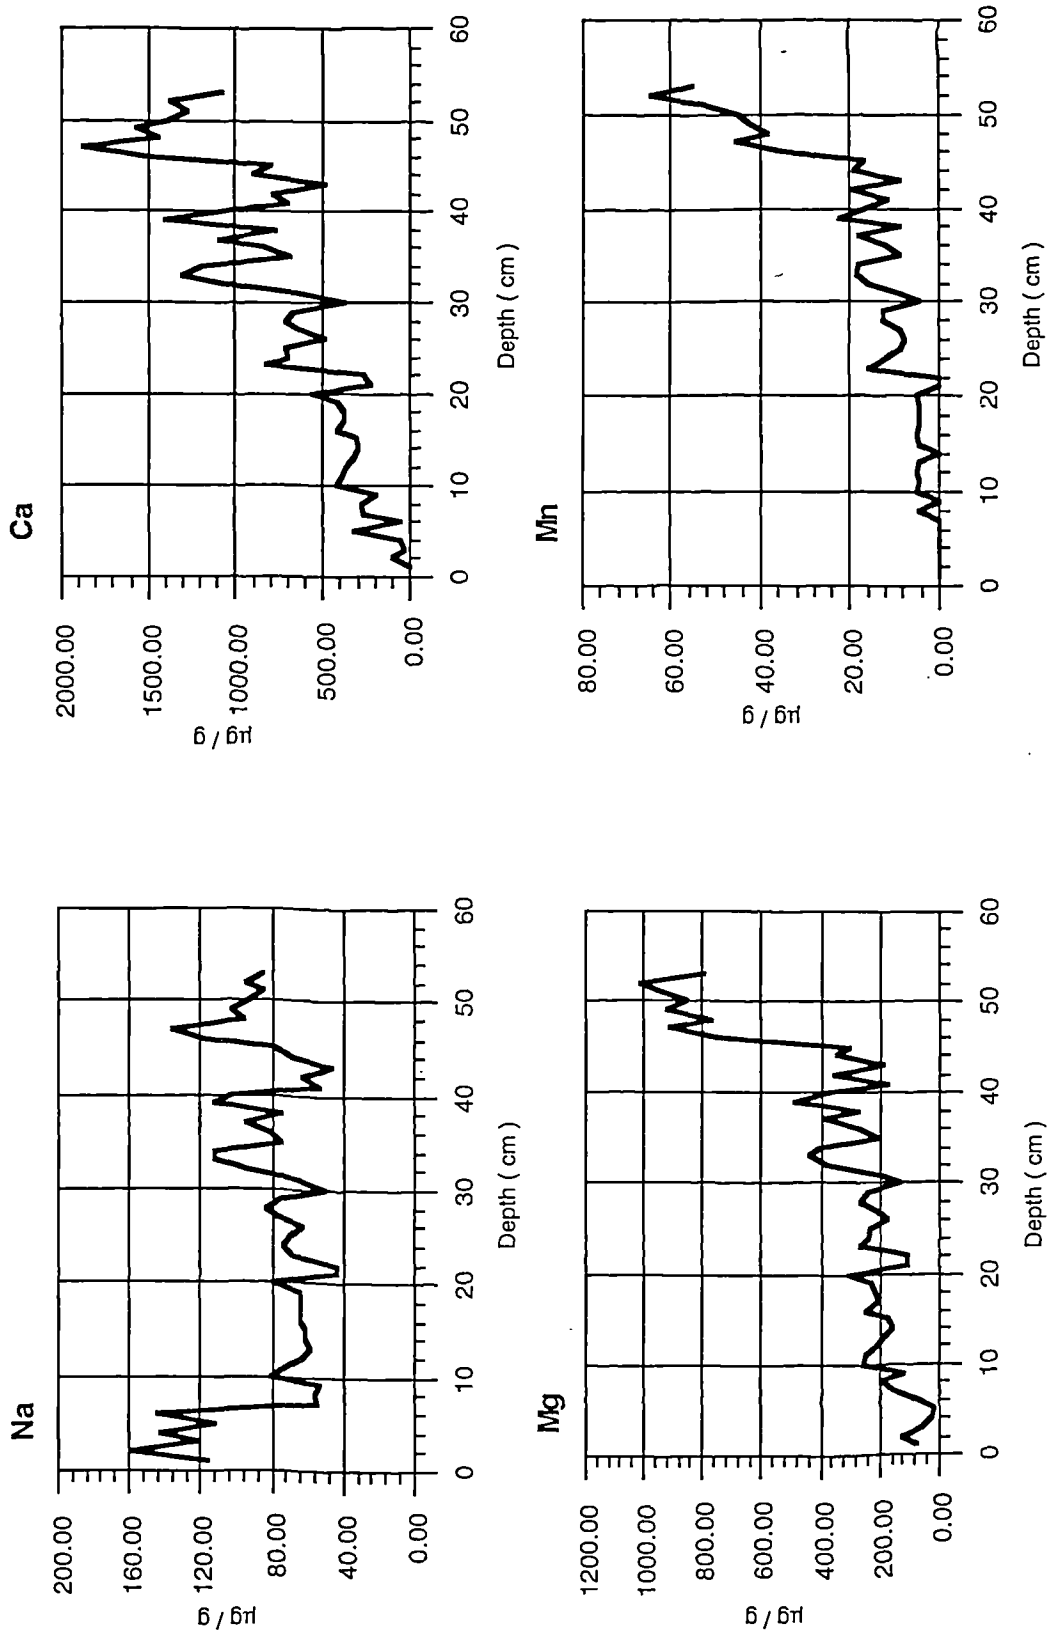 Na
200.00
160.00
120.00
80.00
40.00
0.00
µg / g
0 10 20 30 40 50 60
Depth ( cm )
Ca
2000.00
1500.00
1000.00
500.00
0.00
µg / g
0 10 20 30 40 50 60
Depth ( cm )
Mg
1200.00
1000.00
800.00
600.00
400.00
200.00
0.00
µg / g
0 10 20 30 40 50 60
Depth ( cm )
Mn
80.00
60.00
40.00
20.00
0.00
µg / g
0 10 20 30 40 50 60
Depth ( cm )